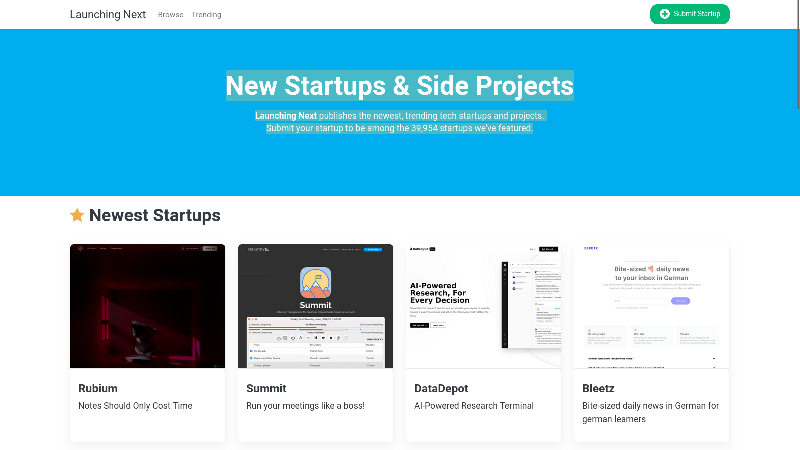 Launching Next
Browse
Trending
Submit Startup
New Startups & Side Projects
Launching Next publishes the newest, trending tech startups and projects.
Submit your startup to be among the 39,954 startups we've featured.
Newest Startups
Summit
AI-Powered
Research, For
Every Decision
Bite-sized daily news
to your inbox in German
Rubium
Notes Should Only Cost Time
Summit
Run your meetings like a boss!
DataDepot
AI-Powered Research Terminal
Bleetz
Bite-sized daily news in German for
german learners